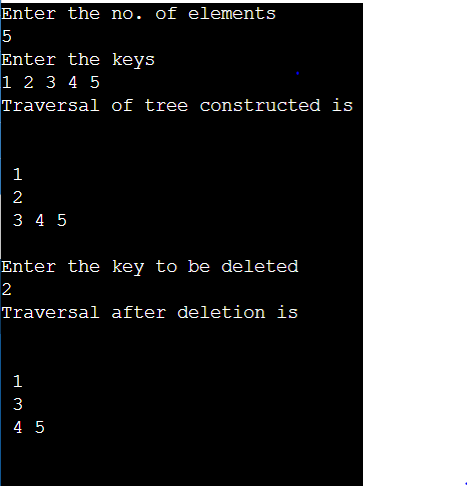 Enter the no. of elements
5
Enter the keys
1 2 3 4 5
Traversal of tree constructed is
1
2
3 4 5
Enter the key to be deleted
2
Traversal after deletion is
1
3
4 5